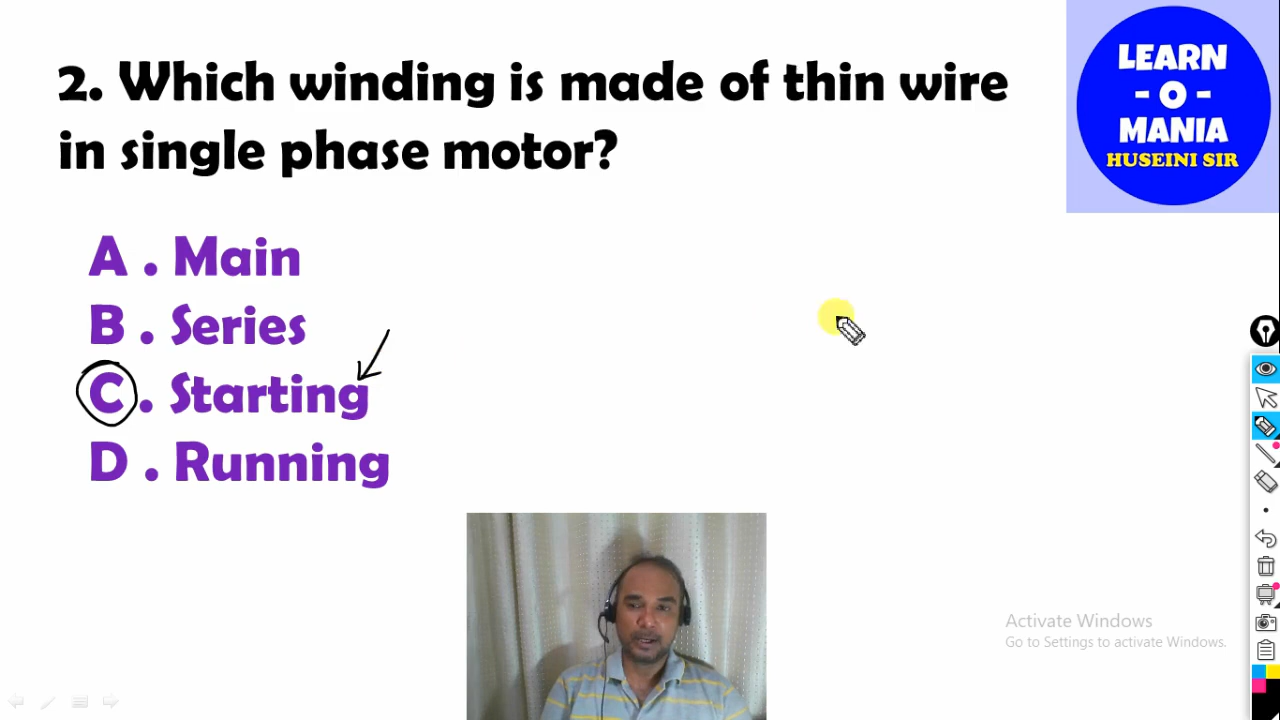 2. Which winding is made of thin wire
in single phase motor?
A . Main
B . Series
C . Starting
D . Running
LEARN
- O -
MANIA
HUSEINI SIR
Activate Windows
Go to Settings to activate Windows.